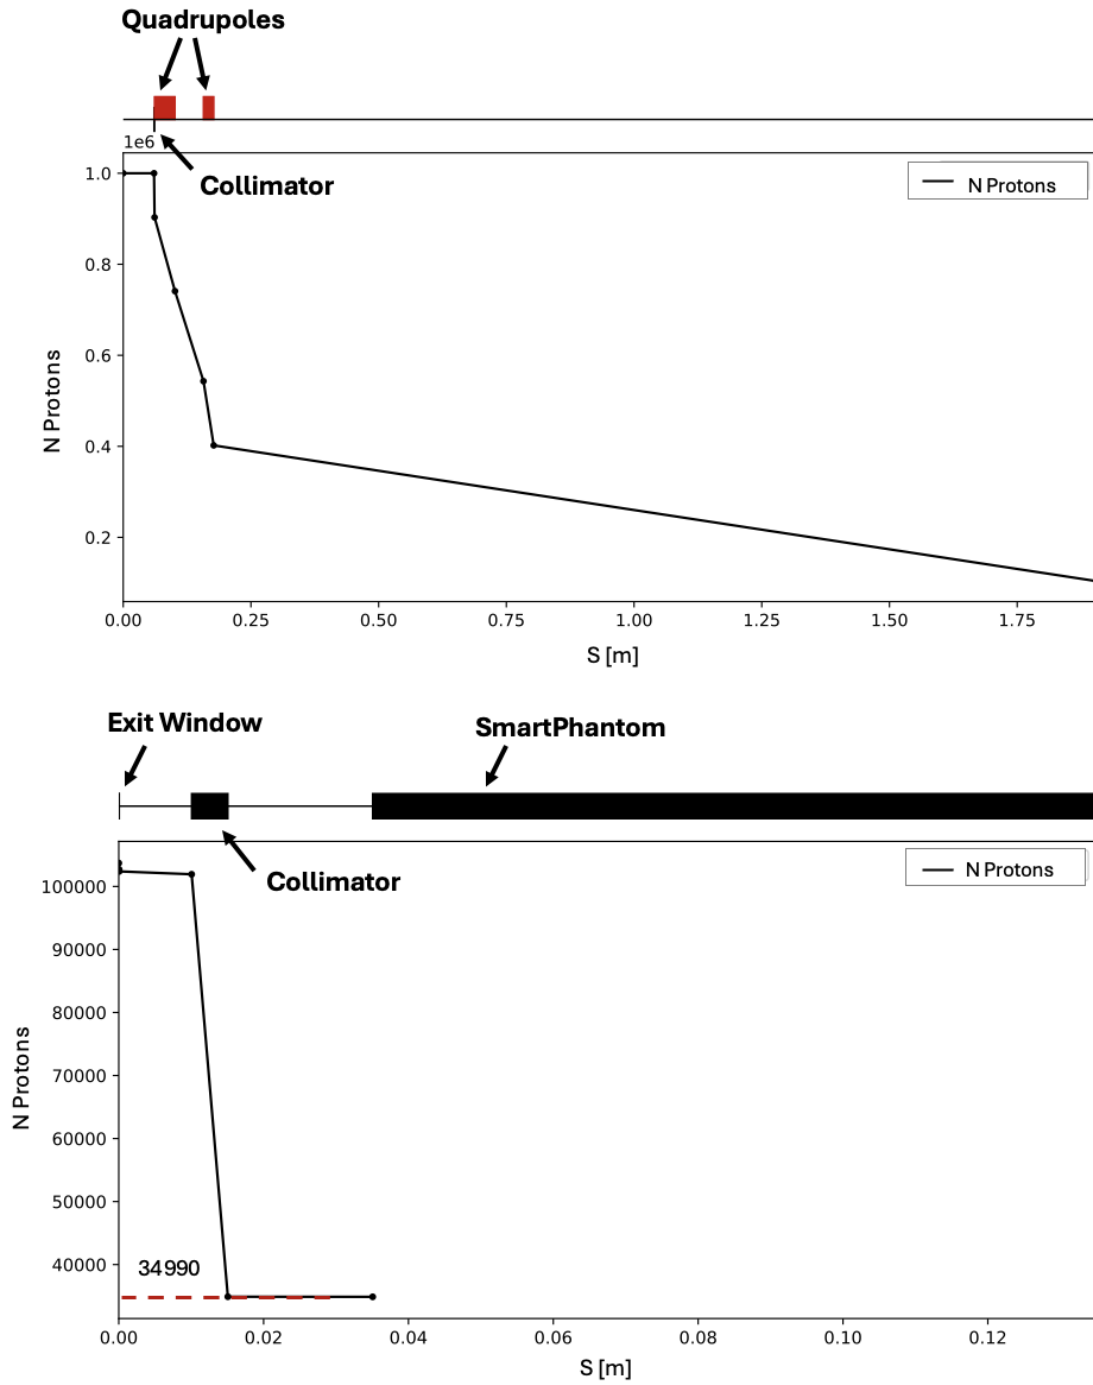 Quadrupoles
1e6
Collimator
1.0
0.8
0.6
0.4
0.2
N Protons
N Protons
0.00 0.25 0.50 0.75 1.00 1.25 1.50 1.75
S [m]
Exit Window
SmartPhantom
Collimator
N Protons
100000
90000
80000
70000
60000
50000
40000
N Protons
34990
0.00 0.02 0.04 0.06 0.08 0.10 0.12
S [m]